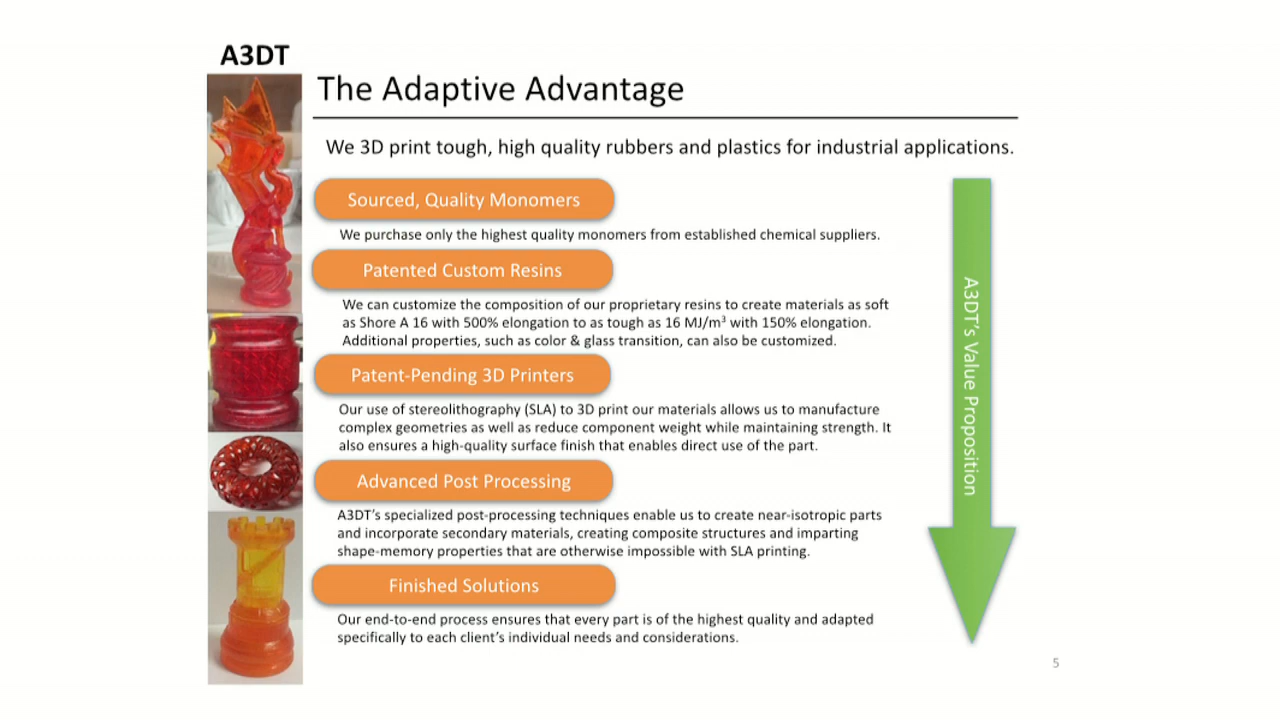 A3DT
The Adaptive Advantage
We 3D print tough, high quality rubbers and plastics for industrial applications.
Sourced, Quality Monomers
We purchase only the highest quality monomers from established chemical suppliers.
Patented Custom Resins
We can customize the composition of our proprietary resins to create materials as soft
as Shore A 16 with 500% elongation to as tough as 16 MJ/m³ with 150% elongation.
Additional properties, such as color & glass transition, can also be customized.
Patent-Pending 3D Printers
Our use of stereolithography (SLA) to 3D print our materials allows us to manufacture
complex geometries as well as reduce component weight while maintaining strength. It
also ensures a high-quality surface finish that enables direct use of the part.
Advanced Post Processing
A3DT's specialized post-processing techniques enable us to create near-isotropic parts
and incorporate secondary materials, creating composite structures and imparting
shape-memory properties that are otherwise impossible with SLA printing.
Finished Solutions
Our end-to-end process ensures that every part is of the highest quality and adapted
specifically to each client's individual needs and considerations.
A3DT's Value Proposition
5